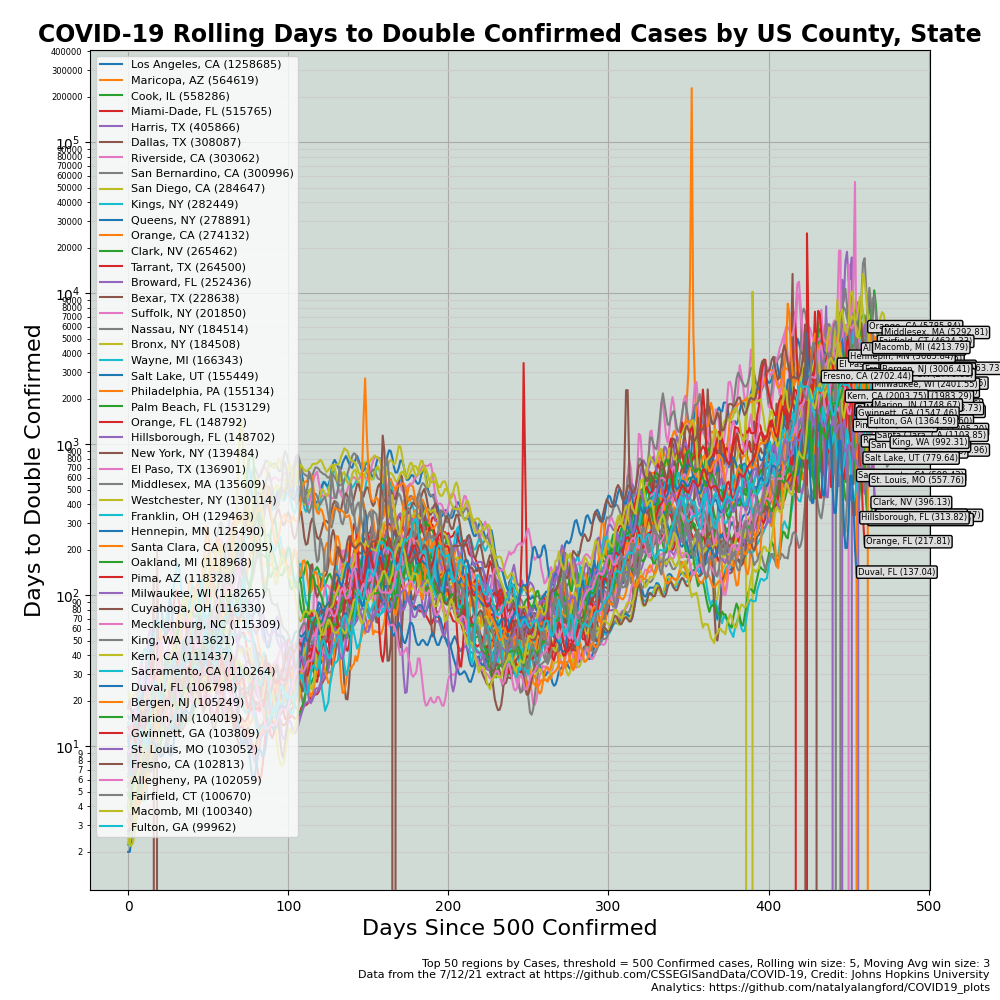 COVID-19 Rolling Days to Double Confirmed Cases by US County, State
Days to Double Confirmed
400000
300000
200000
10^5
90000
80000
70000
60000
50000
40000
30000
20000
10^4
9000
8000
7000
6000
5000
4000
3000
2000
10^3
900
800
700
600
500
400
300
200
10^2
90
80
70
60
50
40
30
20
10^1
9
8
7
6
5
4
3
2
Los Angeles, CA (1258685)
Maricopa, AZ (564619)
Cook, IL (558286)
Miami-Dade, FL (515765)
Harris, TX (405866)
Dallas, TX (308087)
Riverside, CA (303062)
San Bernardino, CA (300996)
San Diego, CA (284647)
Kings, NY (282449)
Queens, NY (278891)
Orange, CA (274132)
Clark, NV (265462)
Tarrant, TX (264500)
Broward, FL (252436)
Bexar, TX (228638)
Suffolk, NY (201850)
Nassau, NY (184514)
Bronx, NY (184508)
Wayne, MI (166343)
Salt Lake, UT (155449)
Philadelphia, PA (155134)
Palm Beach, FL (153129)
Orange, FL (148792)
Hillsborough, FL (148702)
New York, NY (139484)
El Paso, TX (136901)
Middlesex, MA (135609)
Westchester, NY (130114)
Franklin, OH (129463)
Hennepin, MN (125490)
Santa Clara, CA (120095)
Oakland, MI (118968)
Pima, AZ (118328)
Milwaukee, WI (118265)
Cuyahoga, OH (116330)
Mecklenburg, NC (115309)
King, WA (113621)
Kern, CA (111437)
Sacramento, CA (110264)
Duval, FL (106798)
Bergen, NJ (105249)
Marion, IN (104019)
Gwinnett, GA (103809)
St. Louis, MO (103052)
Fresno, CA (102813)
Allegheny, PA (102059)
Fairfield, CT (100670)
Macomb, MI (100340)
Fulton, GA (99962)
Middlesex, MA (5292.81)
Macomb, MI (4213.79)
Bergen, NJ (3006.41)
Fresno, CA (2702.44)
Milwaukee, WI (2401.55)
Kern, CA (2003.75)
(1983.29)
Marion, IN (1748.67)
Gwinnett, GA (1547.46)
Fulton, GA (1364.59)
King, WA (992.31)
Salt Lake, UT (779.64)
St. Louis, MO (557.76)
Clark, NV (396.13)
Hillsborough, FL (313.82)
Orange, FL (217.81)
Duval, FL (137.04)
0
100
200
300
400
500
Days Since 500 Confirmed
Top 50 regions by Cases, threshold = 500 Confirmed cases, Rolling win size: 5, Moving Avg win size: 3
Data from the 7/12/21 extract at https://github.com/CSSEGISandData/COVID-19, Credit: Johns Hopkins University
Analytics: https://github.com/natalyalangford/COVID19_plots